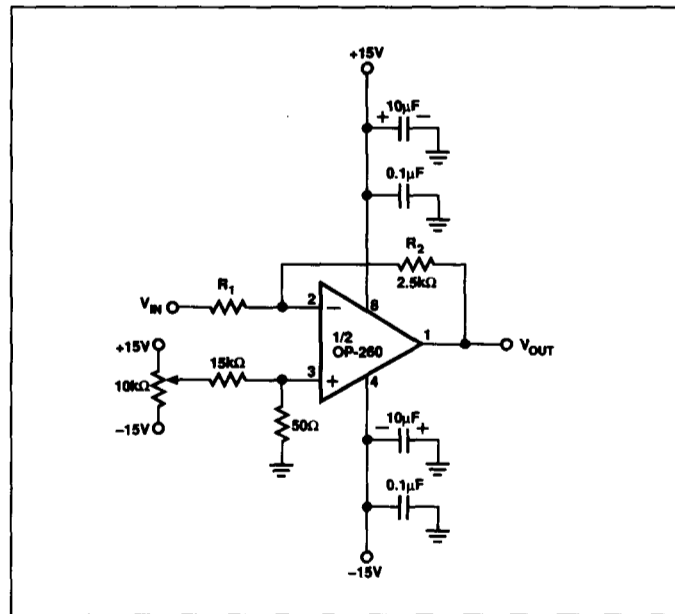 +15V
+ 10µF −
0.1µF
R2
2.5kΩ
R1
VIN
2 −
8
1/2
OP-260
1
VOUT
+15V
15kΩ
3 +
4
10kΩ
−15V
50Ω
− 10µF +
0.1µF
−15V